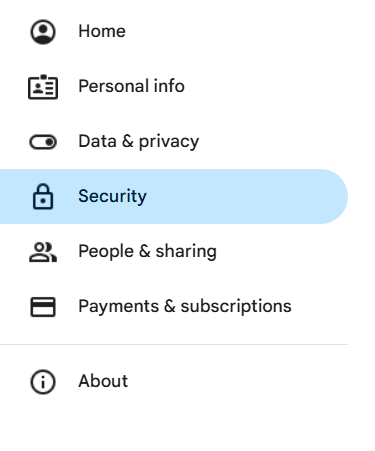 Home
Personal info
Data & privacy
Security
People & sharing
Payments & subscriptions
About